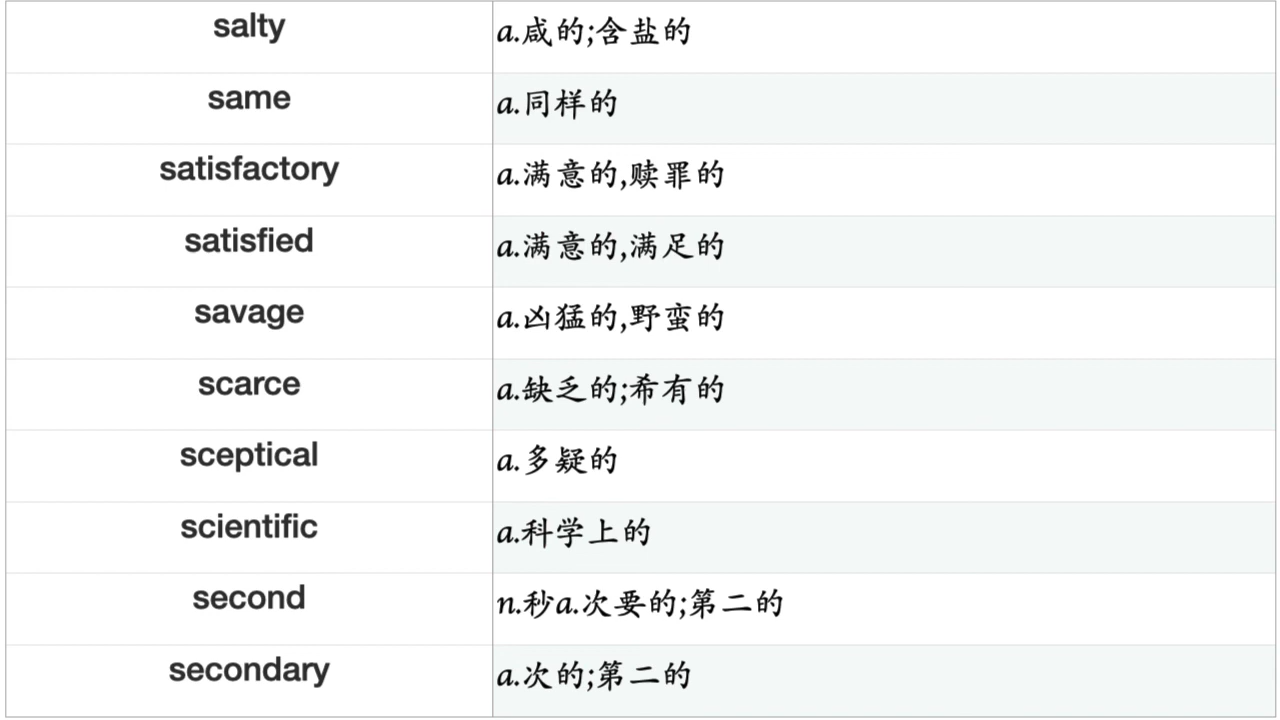 salty a.咸的;含盐的
same a.同样的
satisfactory a.满意的,赎罪的
satisfied a.满意的,满足的
savage a.凶猛的,野蛮的
scarce a.缺乏的;希有的
sceptical a.多疑的
scientific a.科学上的
second n.秒a.次要的;第二的
secondary a.次的;第二的